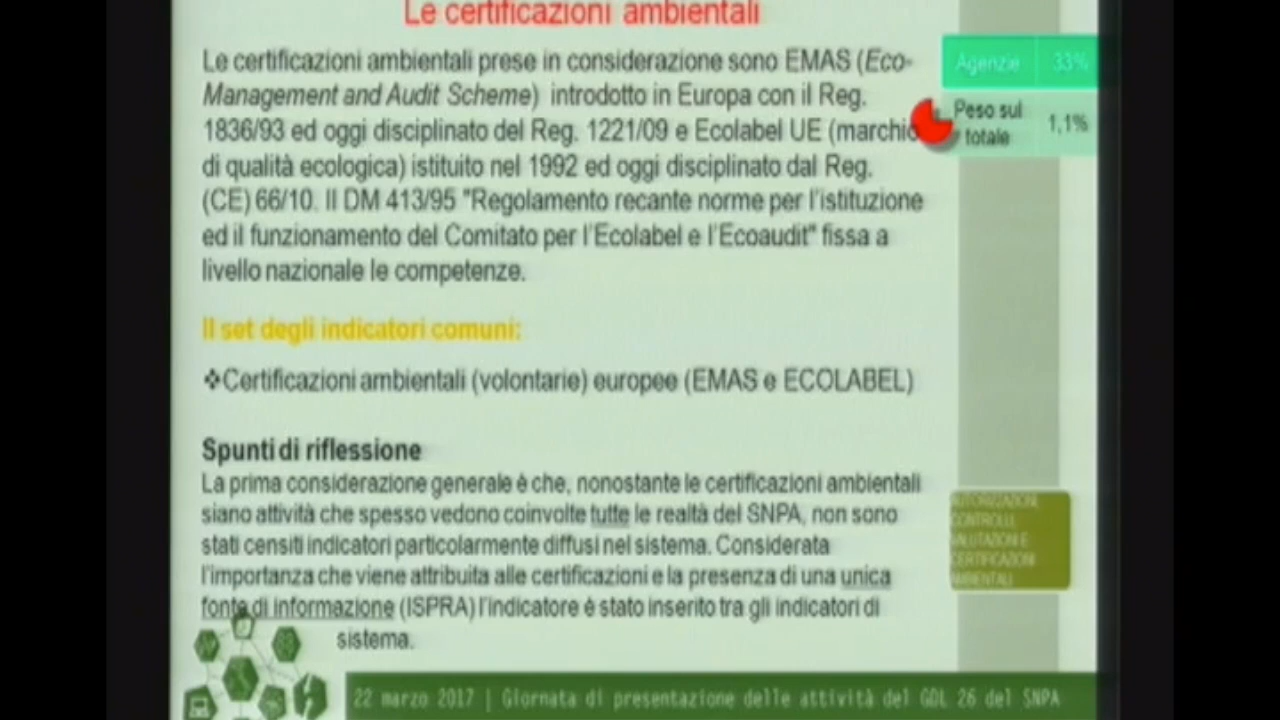 Le certificazioni ambientali
Le certificazioni ambientali prese in considerazione sono EMAS (Eco-
Management and Audit Scheme) introdotto in Europa con il Reg.
1836/93 ed oggi disciplinato del Reg. 1221/09 e Ecolabel UE (marchio
di qualità ecologica) istituito nel 1992 ed oggi disciplinato dal Reg.
(CE) 66/10. Il DM 413/95 "Regolamento recante norme per l'istituzione
ed il funzionamento del Comitato per l'Ecolabel e l'Ecoaudit" fissa a
livello nazionale le competenze.
Agenzie 33%
Peso sul
totale 1,1%
Il set degli indicatori comuni:
❖Certificazioni ambientali (volontarie) europee (EMAS e ECOLABEL)
Spunti di riflessione
La prima considerazione generale è che, nonostante le certificazioni ambientali
siano attività che spesso vedono coinvolte tutte le realtà del SNPA, non sono
stati censiti indicatori particolarmente diffusi nel sistema. Considerata
l'importanza che viene attribuita alle certificazioni e la presenza di una unica
fonte di informazione (ISPRA) l'indicatore è stato inserito tra gli indicatori di
sistema.
AUTORIZZAZIONI,
CONTROLLI,
VALUTAZIONI E
CERTIFICAZIONI
AMBIENTALI
22 marzo 2017 | Giornata di presentazione delle attività del GDL 26 del SNPA